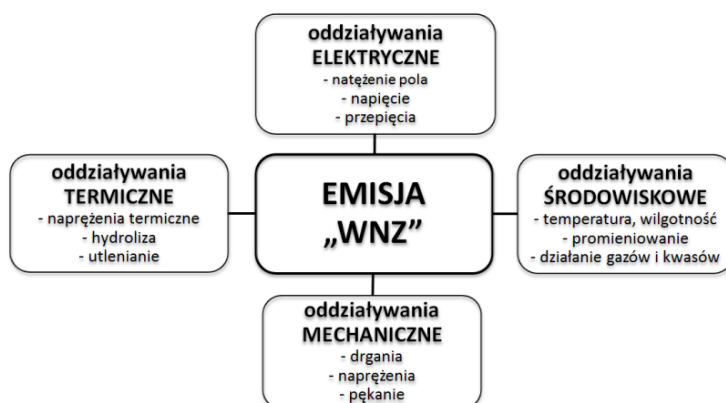 oddziaływania
ELEKTRYCZNE
- natężenie pola
- napięcie
- przepięcia
oddziaływania
TERMICZNE
- naprężenia termiczne
- hydroliza
- utlenianie
EMISJA
„WNZ”
oddziaływania
ŚRODOWISKOWE
- temperatura, wilgotność
- promieniowanie
- działanie gazów i kwasów
oddziaływania
MECHANICZNE
- drgania
- naprężenia
- pękanie